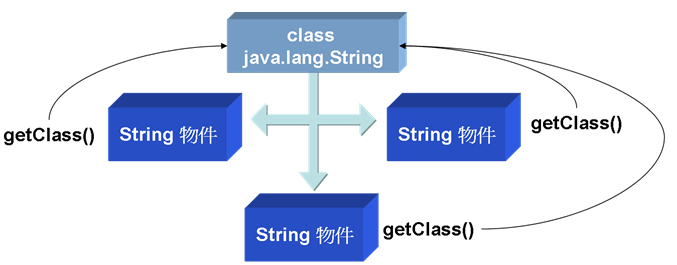 class
java.lang.String
getClass()
String 物件
String 物件
getClass()
String 物件
getClass()